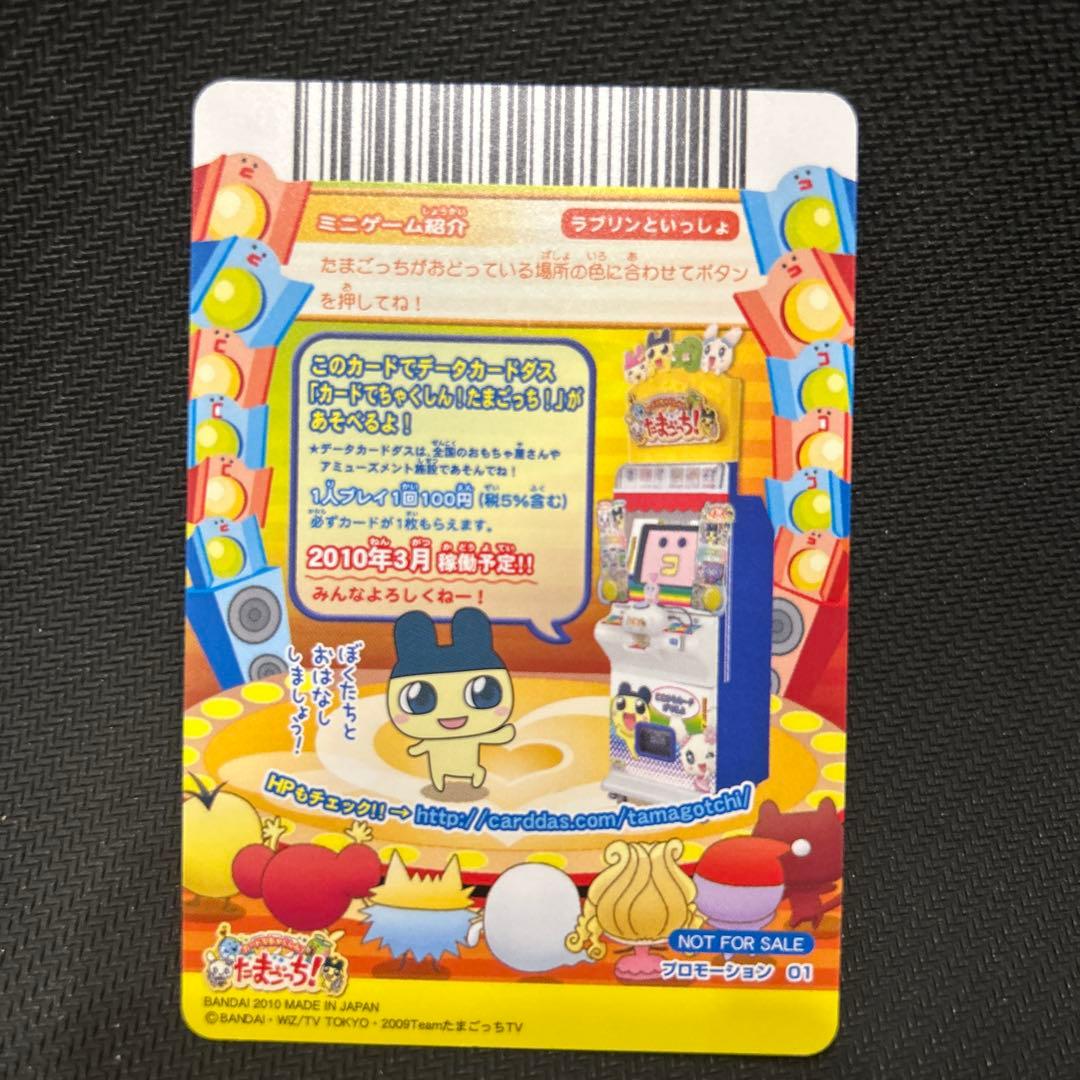 ミニゲーム紹介
ラブリンといっしょ
たまごっちがおどっている場所の色に合わせてボタン
を押してね！
このカードでデータカードダス
「カードでちゃくしん！たまごっち！」が
あそべるよ！
★データカードダスは、全国のおもちゃ屋さんや
アミューズメント施設であそんでね！
1人プレイ1回100円（税5%含む）
必ずカードが1枚もらえます。
2010年3月 稼働予定!!
みんなよろしくねー！
ぼくたちと
おはなし
しましょう！
たまごっち！
HPもチェック!! → http://carddas.com/tamagotchi/
NOT FOR SALE
プロモーション 01
たまごっち！
BANDAI 2010 MADE IN JAPAN
©BANDAI・WiZ/TV TOKYO・2009TeamたまごっちTV